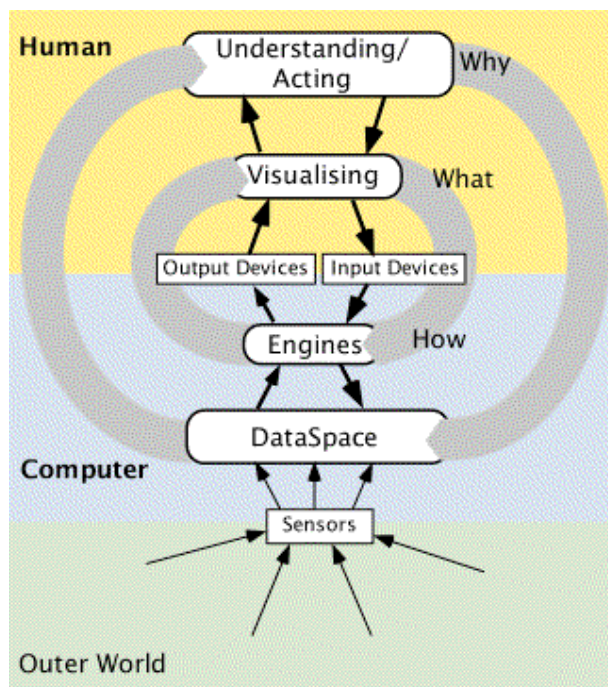 Human
Understanding/
Acting
Why
Visualising
What
Output Devices
Input Devices
Engines
How
DataSpace
Computer
Sensors
Outer World